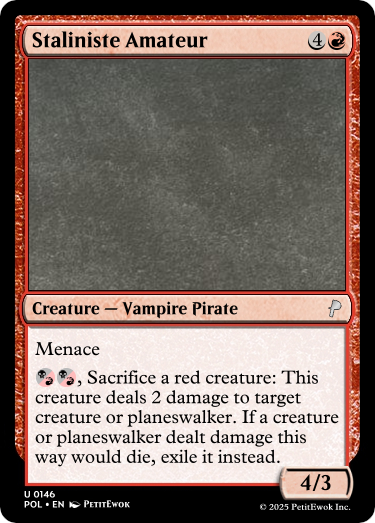 Staliniste Amateur 4
Creature — Vampire Pirate
Menace
, Sacrifice a red creature: This
creature deals 2 damage to target
creature or planeswalker. If a creature
or planeswalker dealt damage this
way would die, exile it instead.
4/3
U 0146
POL • EN PetitEwok
© 2025 PetitEwok Inc.